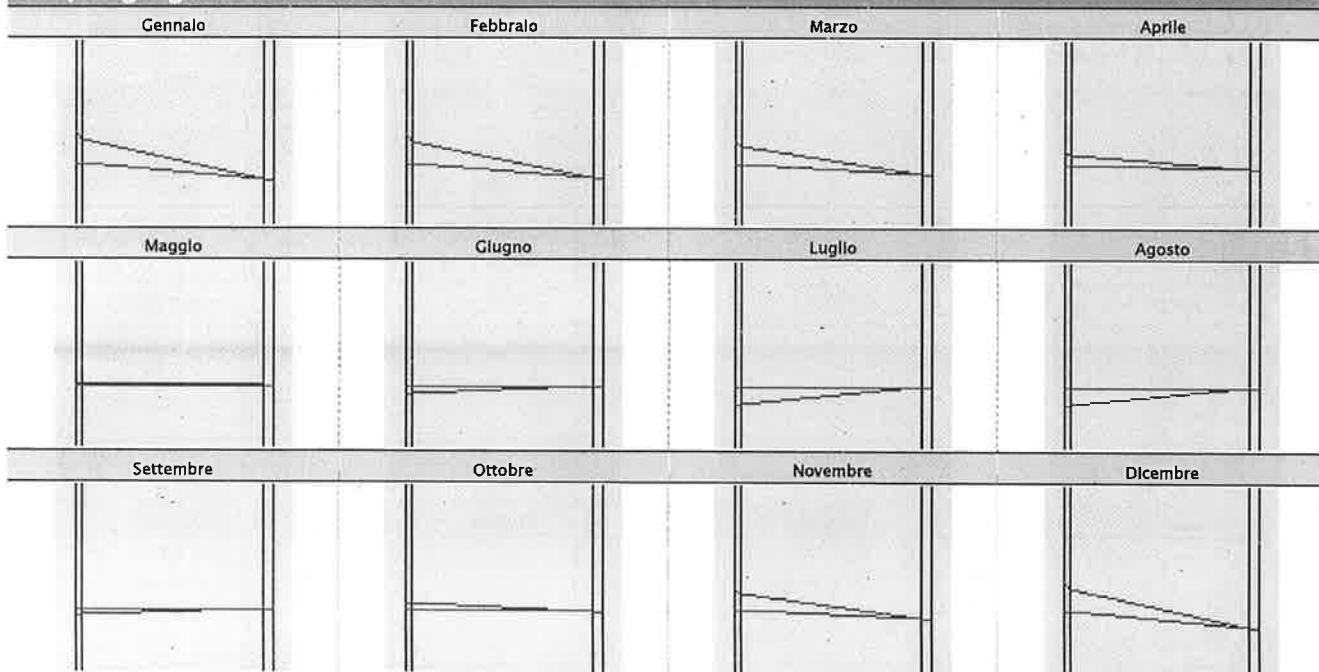 Gennaio Febbraio Marzo Aprile
Maggio Giugno Luglio Agosto
Settembre Ottobre Novembre Dicembre